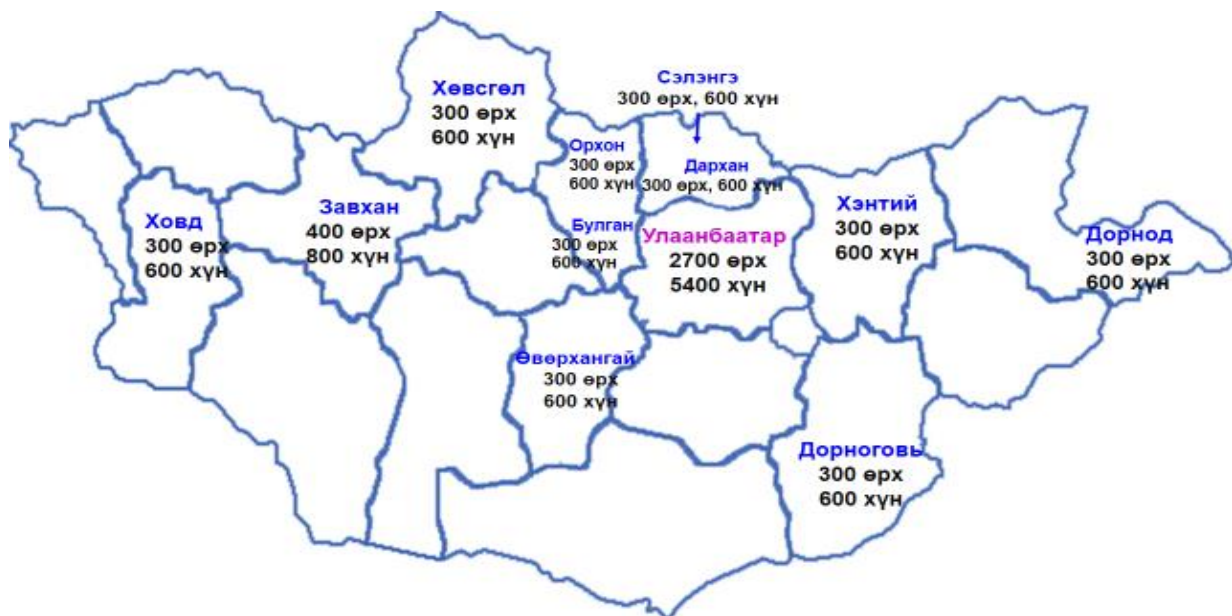 Хөвсгөл
300 өрх
600 хүн
Сэлэнгэ
300 өрх, 600 хүн
Орхон
300 өрх
600 хүн
Дархан
300 өрх, 600 хүн
Ховд
300 өрх
600 хүн
Завхан
400 өрх
800 хүн
Булган
300 өрх
600 хүн
Улаанбаатар
2700 өрх
5400 хүн
Хэнтий
300 өрх
600 хүн
Дорнод
300 өрх
600 хүн
Өвөрхангай
300 өрх
600 хүн
Дорноговь
300 өрх
600 хүн